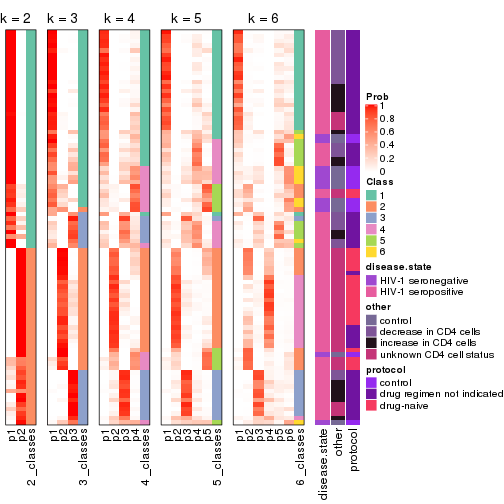 k = 2
k = 3
k = 4
k = 5
k = 6
Prob
1
0.8
0.6
0.4
0.2
0
Class
1
2
3
4
5
6
disease.state
HIV-1 seronegative
HIV-1 seropositive
other
control
decrease in CD4 cells
increase in CD4 cells
unknown CD4 cell status
protocol
control
drug regimen not indicated
drug-naive
p1
p2
2_classes
p1
p2
p3
3_classes
p1
p2
p3
p4
4_classes
p1
p2
p3
p4
p5
5_classes
p1
p2
p3
p4
p5
p6
6_classes
disease.state
other
protocol